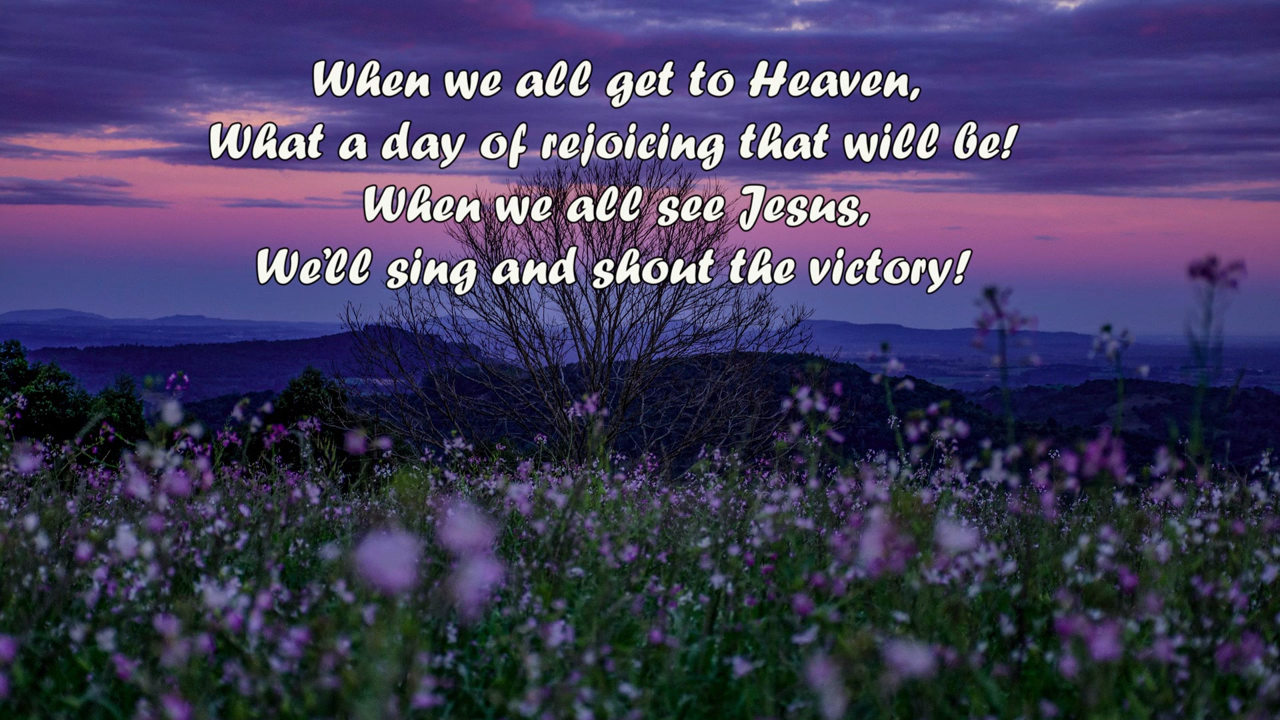 When we all get to Heaven,
What a day of rejoicing that will be!
When we all see Jesus,
We’ll sing and shout the victory!